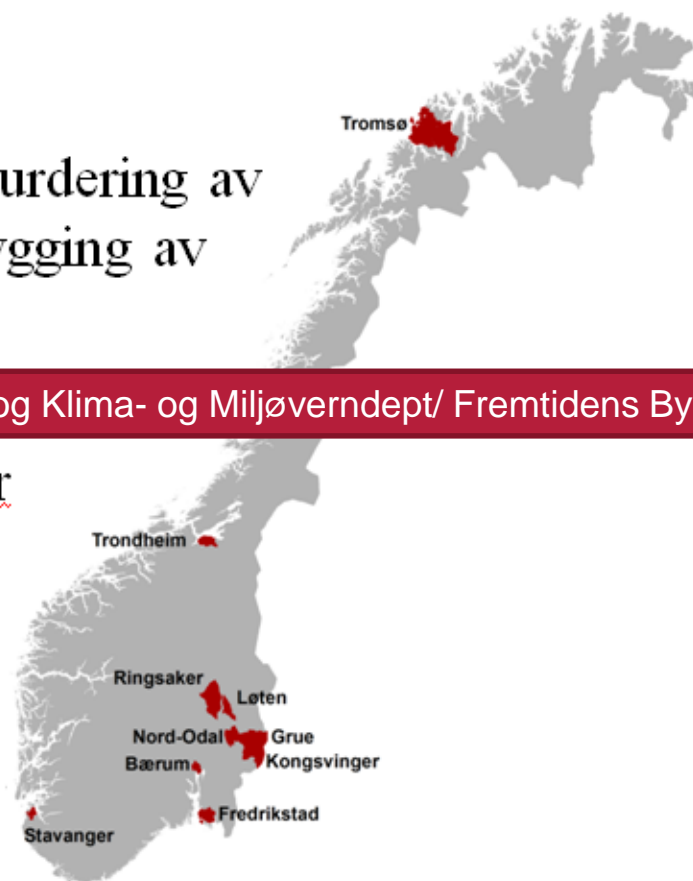 Tromsø
urdering av
ygging av
og Klima- og Miljøverndept/ Fremtidens By
r
Trondheim
Ringsaker
Løten
Nord-Odal
Grue
Bærum
Kongsvinger
Fredrikstad
Stavanger